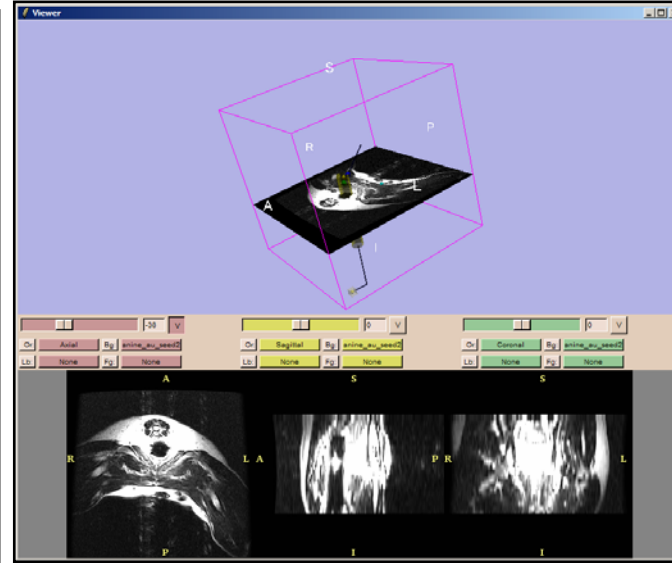 Viewer
S
P
R
L
A
I
-30 V 0 V 0 V
Or Axial Bg anine_au_seed2 Or Sagittal Bg anine_au_seed2 Or Coronal Bg anine_au_seed2
Lb: None Fg None Lb: None Fg None Lb: None Fg None
A S S
R L A P R L
P I I